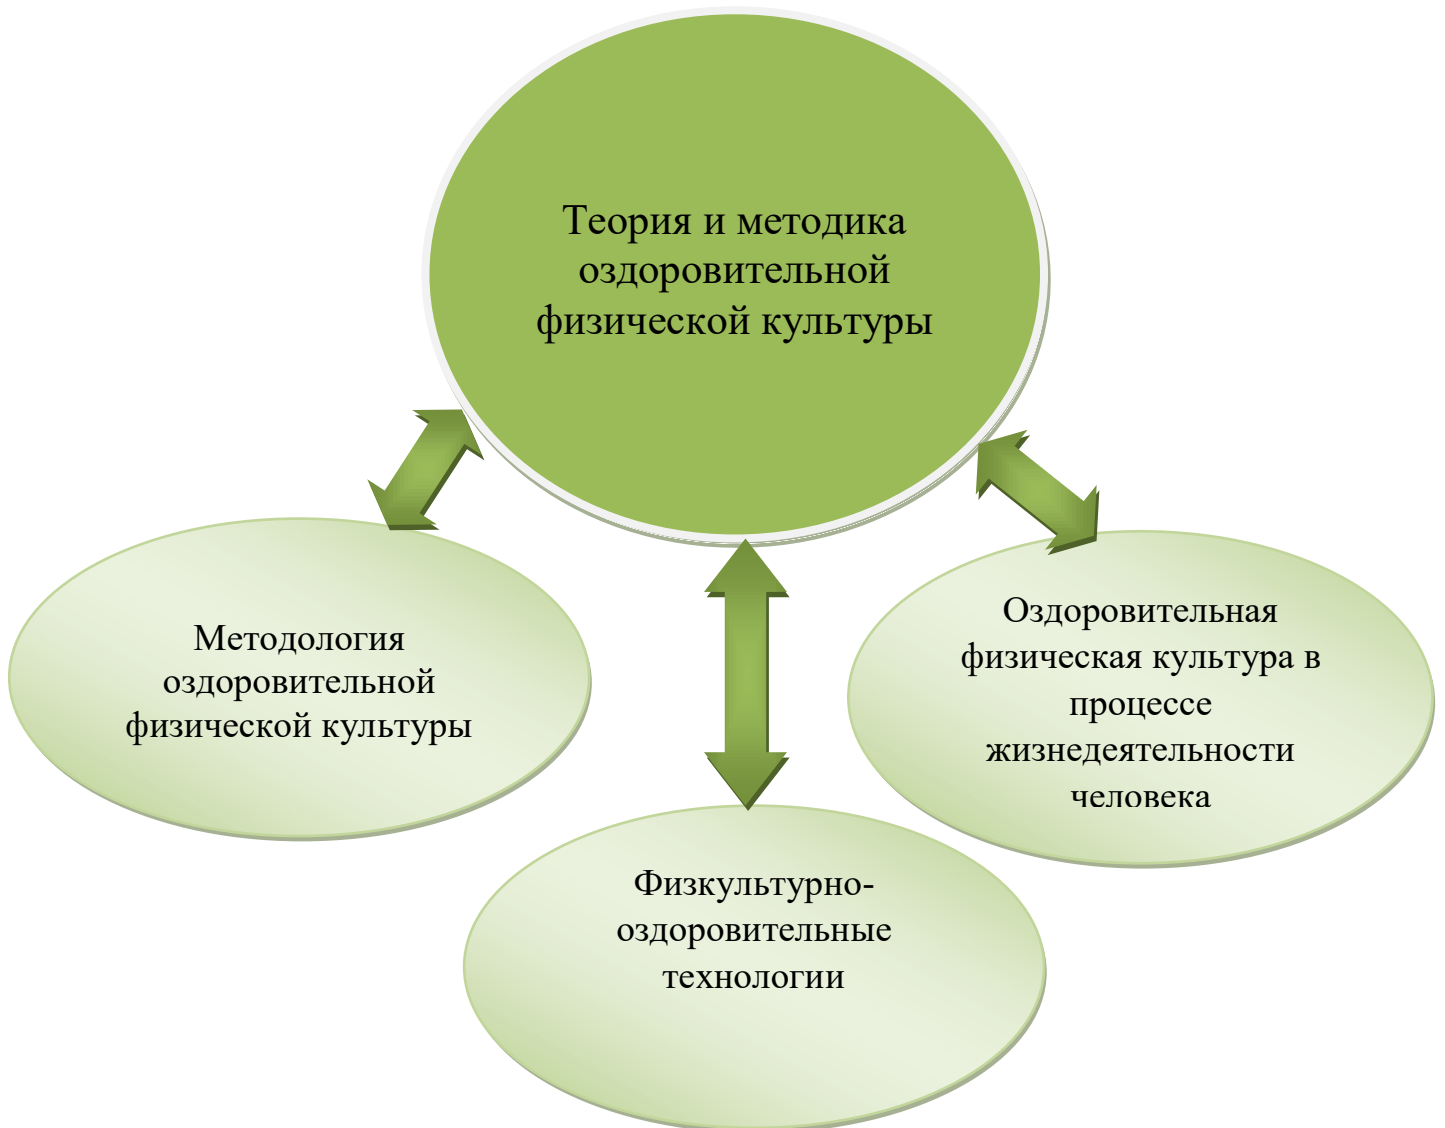 Теория и методика
оздоровительной
физической культуры
Методология
оздоровительной
физической культуры
Оздоровительная
физическая культура в
процессе
жизнедеятельности
человека
Физкультурно-
оздоровительные
технологии